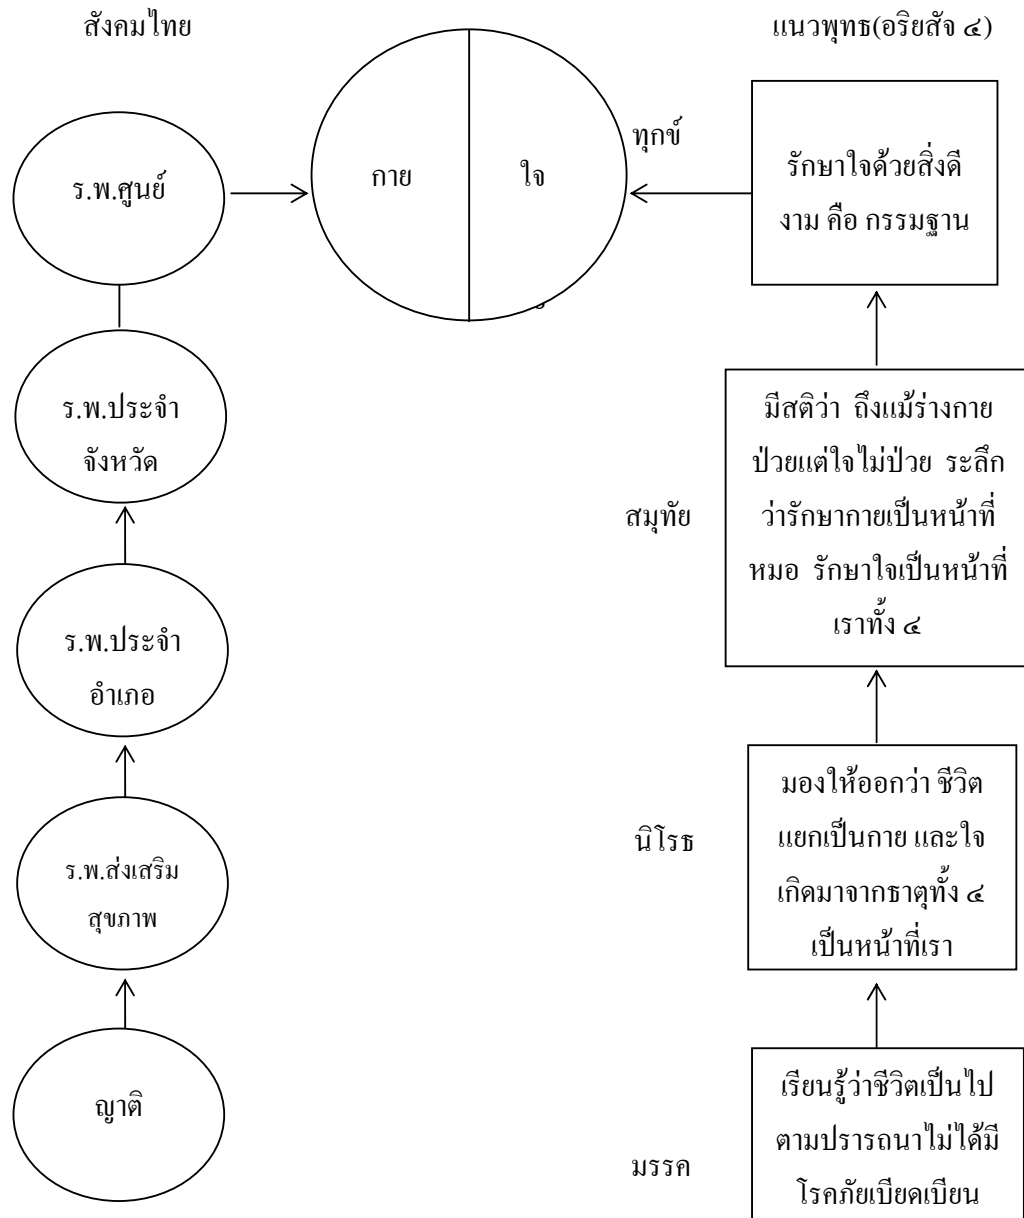 สังคมไทย
แนวพุทธ(อริยสัจ ๔)
ร.พ.ศูนย์
กาย
ใจ
ทุกข์
รักษาใจด้วยสิ่งดี
งาม คือ กรรมฐาน
ร.พ.ประจำ
จังหวัด
สมุทัย
มีสติว่า ถึงแม้ร่างกาย
ป่วยแต่ใจไม่ป่วย ระลึก
ว่ารักษากายเป็นหน้าที่
หมอ รักษาใจเป็นหน้าที่
เราทั้ง ๔
ร.พ.ประจำ
อำเภอ
ร.พ.ส่งเสริม
สุขภาพ
นิโรธ
มองให้ออกว่า ชีวิต
แยกเป็นกาย และใจ
เกิดมาจากธาตุทั้ง ๔
เป็นหน้าที่เรา
ญาติ
มรรค
เรียนรู้ว่าชีวิตเป็นไป
ตามปรารถนาไม่ได้มี
โรคภัยเบียดเบียน